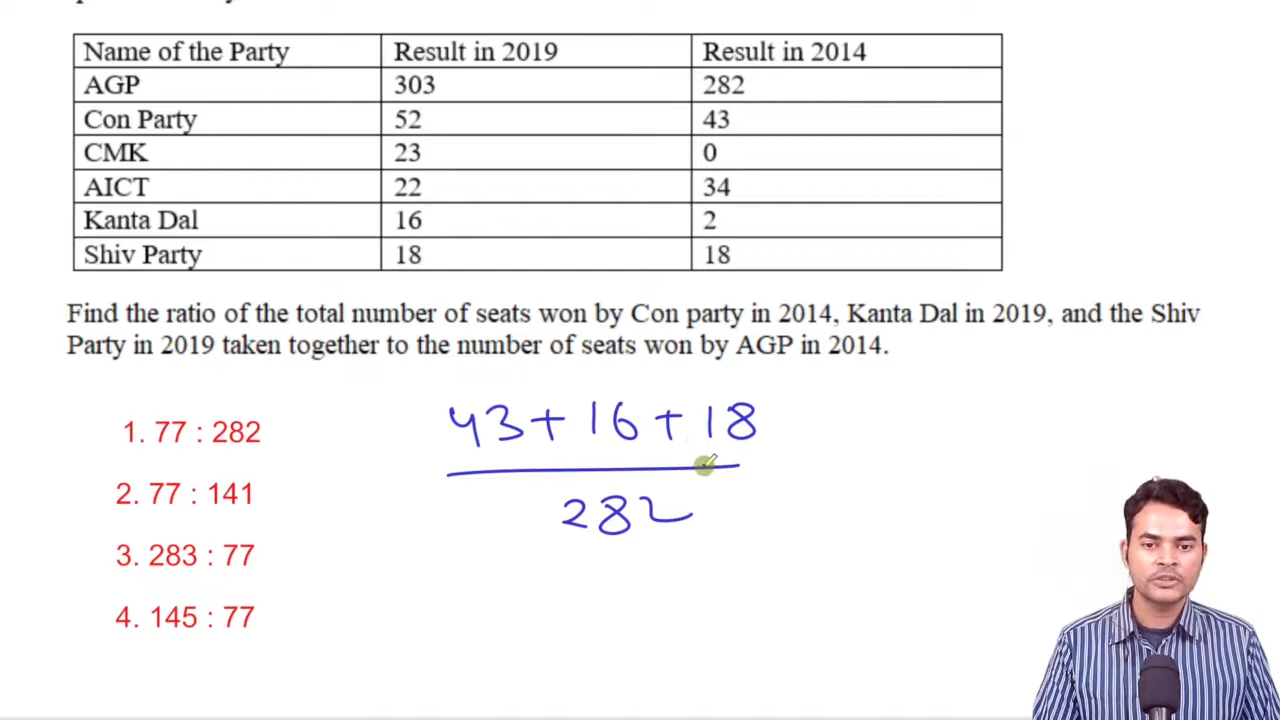 Name of the Party Result in 2019 Result in 2014
AGP 303 282
Con Party 52 43
CMK 23 0
AICT 22 34
Kanta Dal 16 2
Shiv Party 18 18
Find the ratio of the total number of seats won by Con party in 2014, Kanta Dal in 2019, and the Shiv
Party in 2019 taken together to the number of seats won by AGP in 2014.
1. 77 : 282
2. 77 : 141
3. 283 : 77
4. 145 : 77
43+16+18
282